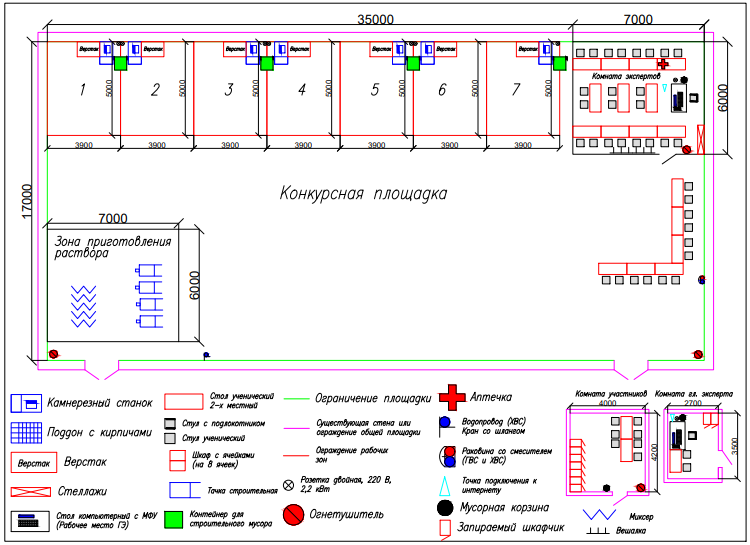 35000
7000
Верстак
Верстак
Верстак
Верстак
Верстак
Верстак
Верстак
1
2
3
4
5
6
7
5000
5000
5000
5000
5000
5000
5000
3900
3900
3900
3900
3900
3900
3900
Комната экспертов
6000
17000
Конкурсная площадка
7000
Зона приготовления
раствора
6000
Камнерезный станок
Поддон с кирпичами
Верстак
Верстак
Стеллажи
Стол компьютерный с МФУ
(Рабочее место ГЭ)
Стол ученический
2-х местный
Стул с подлокотником
Стул ученический
Шкаф с ячейками
(на 8 ячеек)
Тачка строительная
Контейнер для
строительного мусора
Ограничение площадки
Существующая стена или
ограждение общей площадки
Ограждение рабочих
зон
Розетка двойная, 220 В,
2,2 кВт
Огнетушитель
Аптечка
Водопровод (ХВС)
Кран со шлангом
Раковина со смесителем
(ГВС и ХВС)
Точка подключения к
интернету
Мусорная корзина
Запираемый шкафчик
Комната участников
4000
4200
Комната гл. эксперта
2700
3500
Миксер
Вешалка